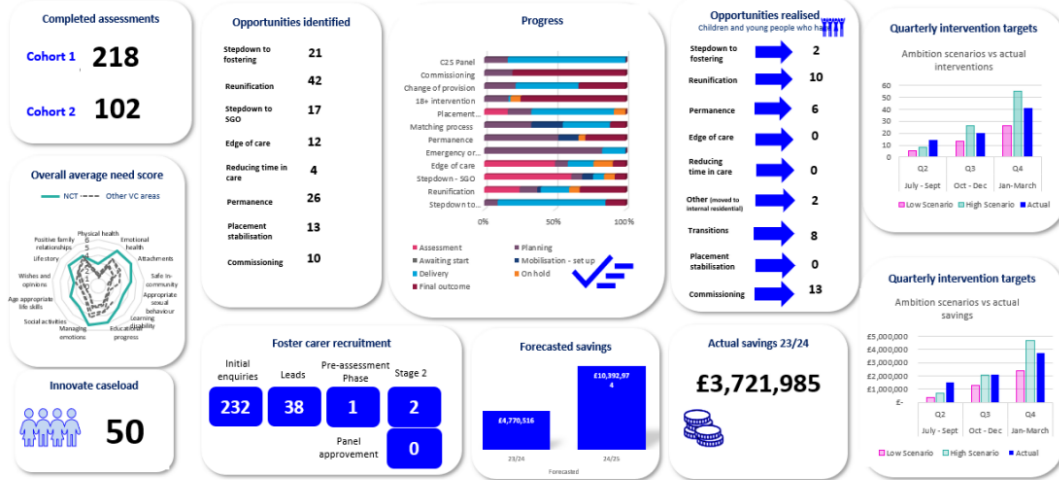 Completed assessments
Cohort 1 218
Cohort 2 102
Overall average need score
NCT Other VC areas
Physical health
Emotional
health
Attachments
Safe in-
community
Appropriate
sexual
behaviour
Learning
disability
Educational
progress
Managing
emotions
Social activities
Age appropriate
life skills
Wishes and
opinions
Life story
Positive family
relationships
6
5
4
Innovate caseload
50
Opportunities identified
Stepdown to
fostering
21
Reunification
42
Stepdown to
SGO
17
Edge of care
12
Reducing time in
care
4
Permanence
26
Placement
stabilisation
13
Commissioning
10
Progress
C25 Panel
Commissioning
Change of provision
18+ intervention
Placement...
Matching process
Permanence
Emergency or...
Edge of care
Stepdown - SGO
Reunification
Stepdown to...
0% 50% 100%
Assessment Planning
Awaiting start Mobilisation - set up
Delivery On hold
Final outcome
Opportunities realised
Children and young people who
Stepdown to
fostering
2
Reunification
10
Permanence
6
Edge of care
0
Reducing
time in care
0
Other (moved to
internal residential)
2
Transitions
8
Placement
stabilisation
0
Commissioning
13
Quarterly intervention targets
Ambition scenarios vs actual
interventions
60
50
40
30
20
10
0
Q2 Q3 Q4
July - Sept Oct - Dec Jan-March
Low Scenario High Scenario Actual
Quarterly intervention targets
Ambition scenarios vs actual
savings
£5,000,000
£4,000,000
£3,000,000
£2,000,000
£1,000,000
£-
Q2 Q3 Q4
July - Sept Oct - Dec Jan-March
Low Scenario High Scenario Actual
Foster carer recruitment
Initial
enquiries
232
Leads
38
Pre-assessment
Phase
1
Stage 2
2
Panel
approvement
0
Forecasted savings
£4,770,516
£10,392,97
4
23/24 24/25
Forecasted
Actual savings 23/24
£3,721,985